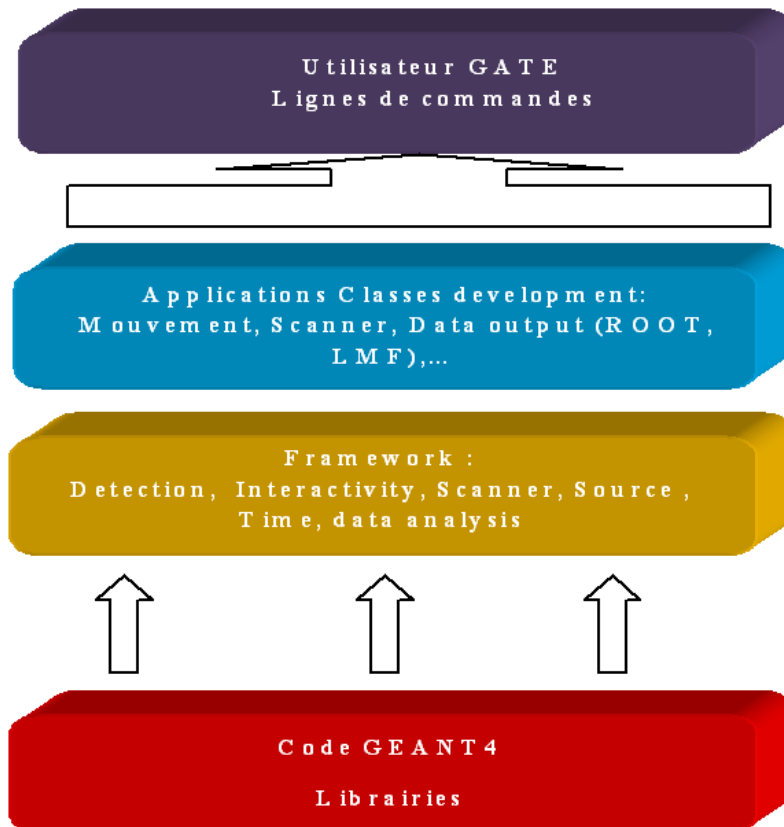 Utilisateur GATE
Lignes de commandes
Applications Classes development:
Mouvement, Scanner, Data output (ROOT,
LMF),...
Framework :
Detection, Interactivity, Scanner, Source ,
Time, data analysis
Code GEANT4
Librairies